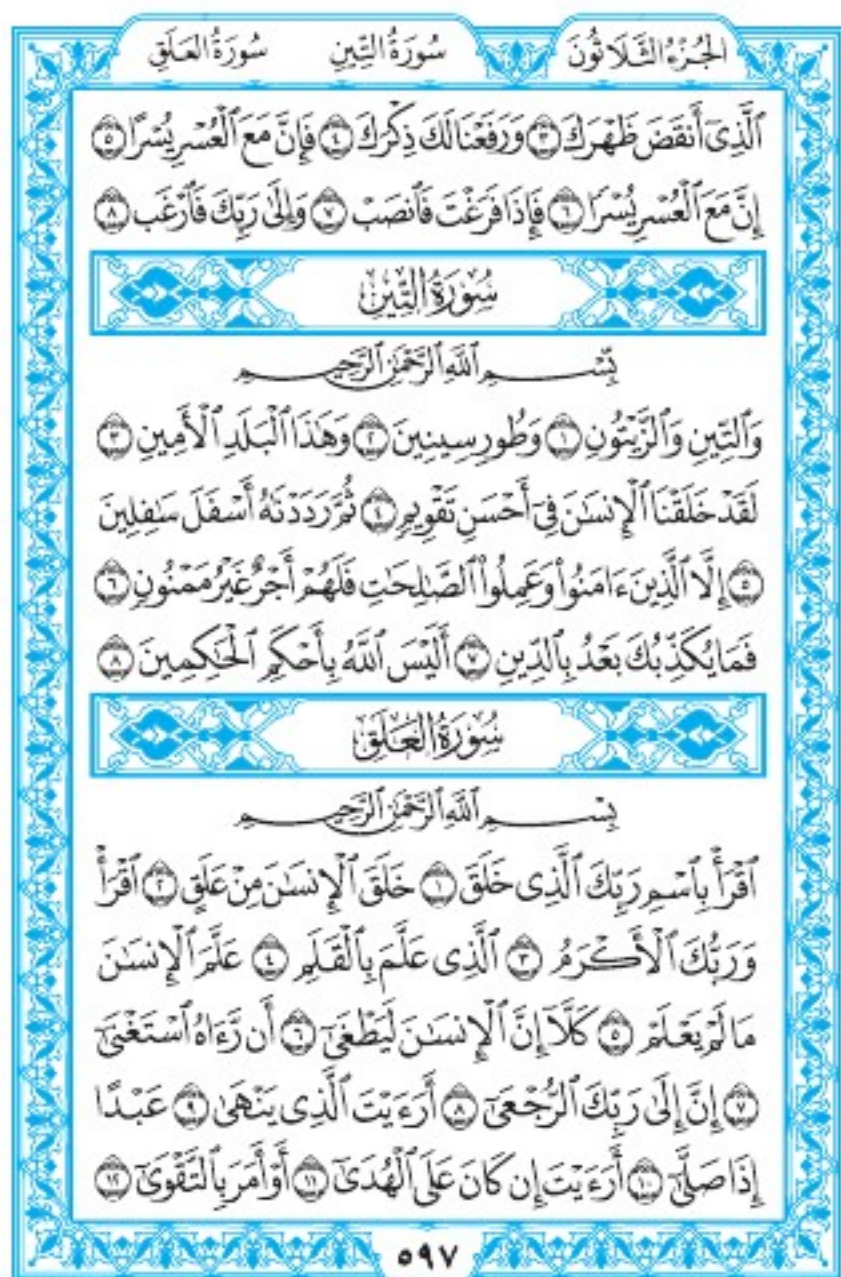 الجُزْءُ الثَّلَاثُونَ سُورَةُ التِّينِ سُورَةُ العَلَقِ
ٱلَّذِىٓ أَنقَضَ ظَهْرَكَ ٣ وَرَفَعْنَا لَكَ ذِكْرَكَ ٤ فَإِنَّ مَعَ ٱلْعُسْرِ يُسْرًا ٥
إِنَّ مَعَ ٱلْعُسْرِ يُسْرًا ٦ فَإِذَا فَرَغْتَ فَٱنصَبْ ٧ وَإِلَىٰ رَبِّكَ فَٱرْغَب ٨
سُورَةُ التِّينِ
بِسْمِ ٱللَّهِ ٱلرَّحْمَٰنِ ٱلرَّحِيمِ
وَٱلتِّينِ وَٱلزَّيْتُونِ ١ وَطُورِ سِينِينَ ٢ وَهَٰذَا ٱلْبَلَدِ ٱلْأَمِينِ ٣
لَقَدْ خَلَقْنَا ٱلْإِنسَٰنَ فِىٓ أَحْسَنِ تَقْوِيمٍ ٤ ثُمَّ رَدَدْنَٰهُ أَسْفَلَ سَٰفِلِينَ
٥ إِلَّا ٱلَّذِينَ ءَامَنُوا۟ وَعَمِلُوا۟ ٱلصَّٰلِحَٰتِ فَلَهُمْ أَجْرٌ غَيْرُ مَمْنُونٍ ٦
فَمَا يُكَذِّبُكَ بَعْدُ بِٱلدِّينِ ٧ أَلَيْسَ ٱللَّهُ بِأَحْكَمِ ٱلْحَٰكِمِينَ ٨
سُورَةُ العَلَقِ
بِسْمِ ٱللَّهِ ٱلرَّحْمَٰنِ ٱلرَّحِيمِ
ٱقْرَأْ بِٱسْمِ رَبِّكَ ٱلَّذِى خَلَقَ ١ خَلَقَ ٱلْإِنسَٰنَ مِنْ عَلَقٍ ٢ ٱقْرَأْ
وَرَبُّكَ ٱلْأَكْرَمُ ٣ ٱلَّذِى عَلَّمَ بِٱلْقَلَمِ ٤ عَلَّمَ ٱلْإِنسَٰنَ
مَا لَمْ يَعْلَمْ ٥ كَلَّآ إِنَّ ٱلْإِنسَٰنَ لَيَطْغَىٰٓ ٦ أَن رَّءَاهُ ٱسْتَغْنَىٰٓ
٧ إِنَّ إِلَىٰ رَبِّكَ ٱلرُّجْعَىٰٓ ٨ أَرَءَيْتَ ٱلَّذِى يَنْهَىٰ ٩ عَبْدًا
إِذَا صَلَّىٰٓ ١٠ أَرَءَيْتَ إِن كَانَ عَلَى ٱلْهُدَىٰٓ ١١ أَوْ أَمَرَ بِٱلتَّقْوَىٰٓ ١٢
٥٩٧